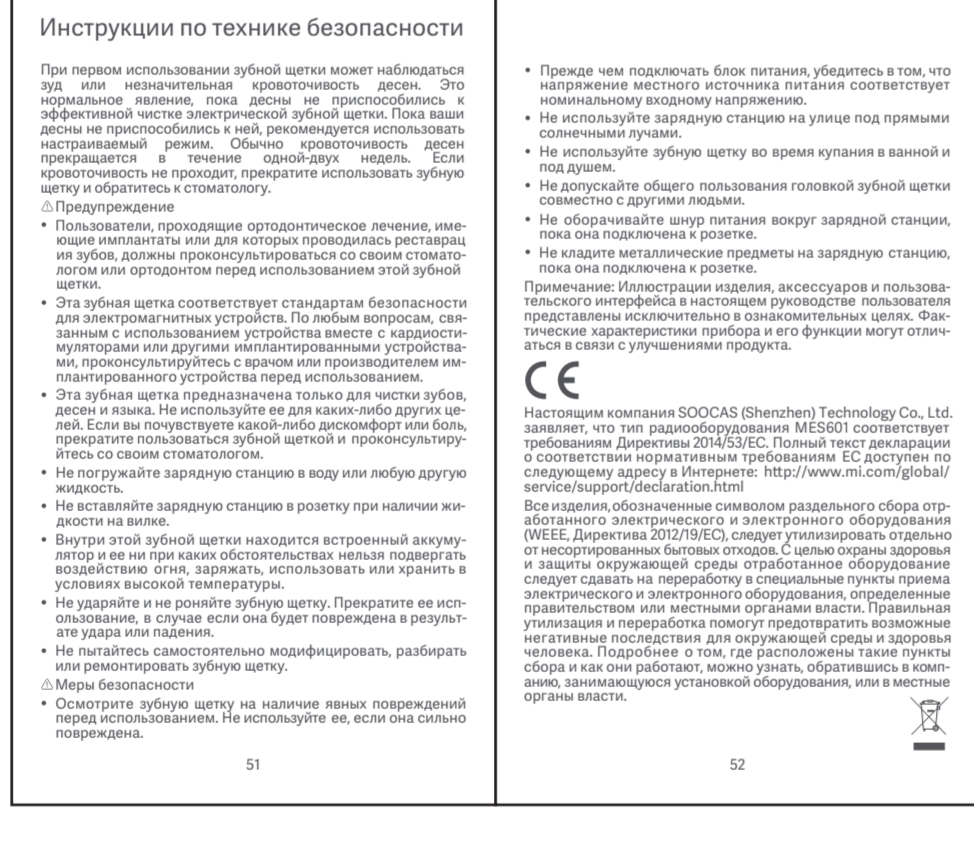 Инструкции по технике безопасности
При первом использовании зубной щетки может наблюдаться
зуд или незначительная кровоточивость десен. Это
нормальное явление, пока десны не приспособились к
эффективной чистке электрической зубной щетки. Пока ваши
десны не приспособились к ней, рекомендуется использовать
настраиваемый режим. Обычно кровоточивость десен
прекращается в течение одной-двух недель. Если
кровоточивость не проходит, прекратите использовать зубную
щетку и обратитесь к стоматологу.
⚠Предупреждение
• Пользователи, проходящие ортодонтическое лечение, име-
ющие имплантаты или для которых проводилась реставрац
ия зубов, должны проконсультироваться со своим стомато-
логом или ортодонтом перед использованием этой зубной
щетки.
• Эта зубная щетка соответствует стандартам безопасности
для электромагнитных устройств. По любым вопросам, свя-
занным с использованием устройства вместе с кардиости-
муляторами или другими имплантированными устройства-
ми, проконсультируйтесь с врачом или производителем им-
плантированного устройства перед использованием.
• Эта зубная щетка предназначена только для чистки зубов,
десен и языка. Не используйте ее для каких-либо других це-
лей. Если вы почувствуете какой-либо дискомфорт или боль,
прекратите пользоваться зубной щеткой и проконсультиру-
йтесь со своим стоматологом.
• Не погружайте зарядную станцию в воду или любую другую
жидкость.
• Не вставляйте зарядную станцию в розетку при наличии жи-
дкости на вилке.
• Внутри этой зубной щетки находится встроенный аккуму-
лятор и ее ни при каких обстоятельствах нельзя подвергать
воздействию огня, заряжать, использовать или хранить в
условиях высокой температуры.
• Не ударяйте и не роняйте зубную щетку. Прекратите ее исп-
ользование, в случае если она будет повреждена в результ-
ате удара или падения.
• Не пытайтесь самостоятельно модифицировать, разбирать
или ремонтировать зубную щетку.
⚠Меры безопасности
• Осмотрите зубную щетку на наличие явных повреждений
перед использованием. Не используйте ее, если она сильно
повреждена.
51
• Прежде чем подключать блок питания, убедитесь в том, что
напряжение местного источника питания соответствует
номинальному входному напряжению.
• Не используйте зарядную станцию на улице под прямыми
солнечными лучами.
• Не используйте зубную щетку во время купания в ванной и
под душем.
• Не допускайте общего пользования головкой зубной щетки
совместно с другими людьми.
• Не оборачивайте шнур питания вокруг зарядной станции,
пока она подключена к розетке.
• Не кладите металлические предметы на зарядную станцию,
пока она подключена к розетке.
Примечание: Иллюстрации изделия, аксессуаров и пользова-
тельского интерфейса в настоящем руководстве пользователя
представлены исключительно в ознакомительных целях. Фак-
тические характеристики прибора и его функции могут отлич-
аться в связи с улучшениями продукта.
CE
Настоящим компания SOOCAS (Shenzhen) Technology Co., Ltd.
заявляет, что тип радиооборудования MES601 соответствует
требованиям Директивы 2014/53/ЕС. Полный текст декларации
о соответствии нормативным требованиям ЕС доступен по
следующему адресу в Интернете: http://www.mi.com/global/
service/support/declaration.html
Все изделия, обозначенные символом раздельного сбора отр-
аботанного электрического и электронного оборудования
(WEEE, Директива 2012/19/ЕС), следует утилизировать отдельно
от несортированных бытовых отходов. С целью охраны здоровья
и защиты окружающей среды отработанное оборудование
следует сдавать на переработку в специальные пункты приема
электрического и электронного оборудования, определенные
правительством или местными органами власти. Правильная
утилизация и переработка помогут предотвратить возможные
негативные последствия для окружающей среды и здоровья
человека. Подробнее о том, где расположены такие пункты
сбора и как они работают, можно узнать, обратившись в комп-
анию, занимающуюся установкой оборудования, или в местные
органы власти.
52